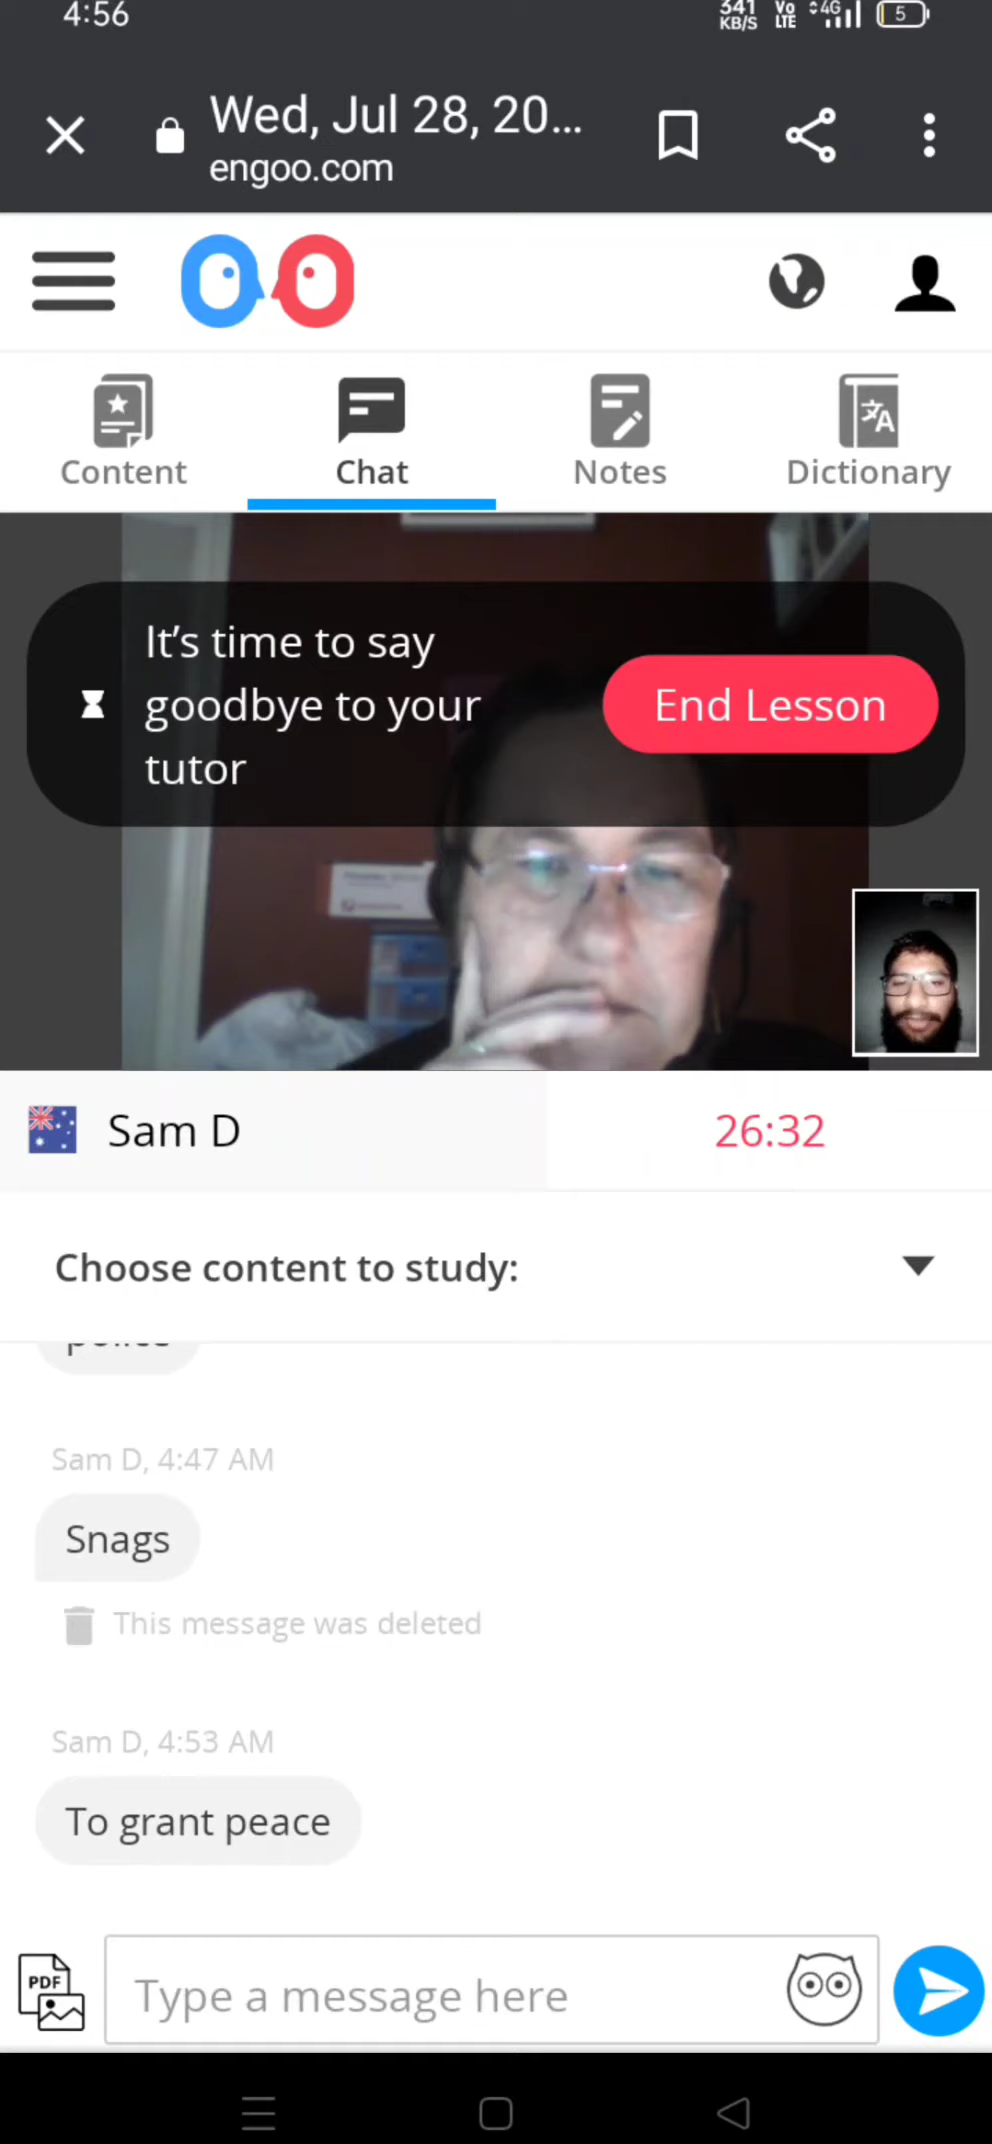 4:56
341
KB/S
Vo
LTE
4G
5
Wed, Jul 28, 20...
engoo.com
Content
Chat
Notes
Dictionary
It's time to say
goodbye to your
tutor
End Lesson
Sam D
26:32
Choose content to study:
police
Sam D, 4:47 AM
Snags
This message was deleted
Sam D, 4:53 AM
To grant peace
PDF
Type a message here